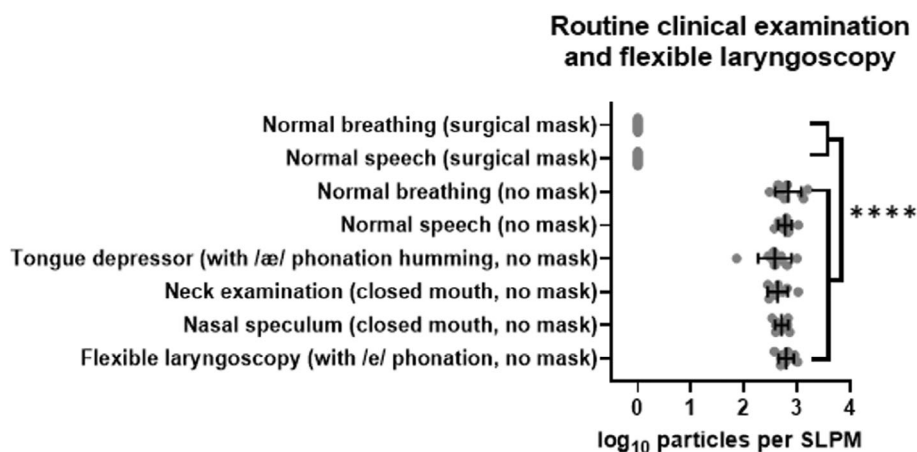 Routine clinical examination
and flexible laryngoscopy
Normal breathing (surgical mask)
Normal speech (surgical mask)
Normal breathing (no mask)
Normal speech (no mask)
Tongue depressor (with /æ/ phonation humming, no mask)
Neck examination (closed mouth, no mask)
Nasal speculum (closed mouth, no mask)
Flexible laryngoscopy (with /e/ phonation, no mask)
****
0 1 2 3 4
log₁₀ particles per SLPM